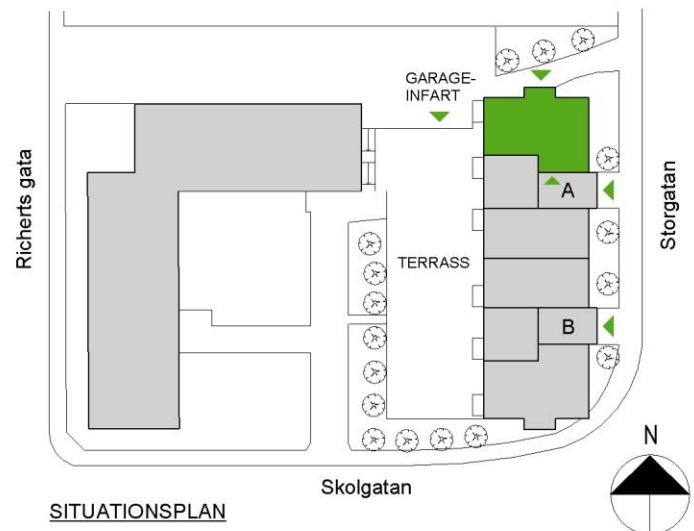 GARAGE-
INFART
Richerts gata
A
Storgatan
TERRASS
B
N
Skolgatan
SITUATIONSPLAN